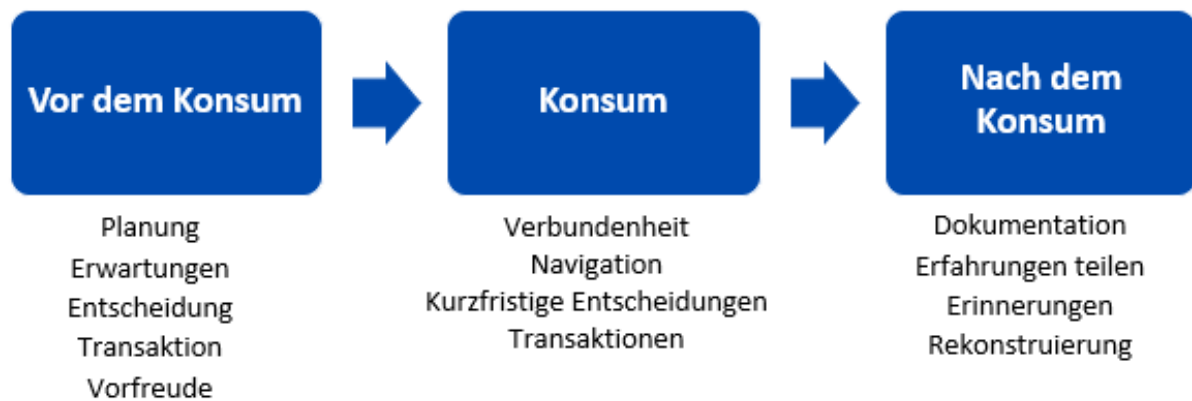 Vor dem Konsum
Planung
Erwartungen
Entscheidung
Transaktion
Vorfreude
Konsum
Verbundenheit
Navigation
Kurzfristige Entscheidungen
Transaktionen
Nach dem
Konsum
Dokumentation
Erfahrungen teilen
Erinnerungen
Rekonstruierung